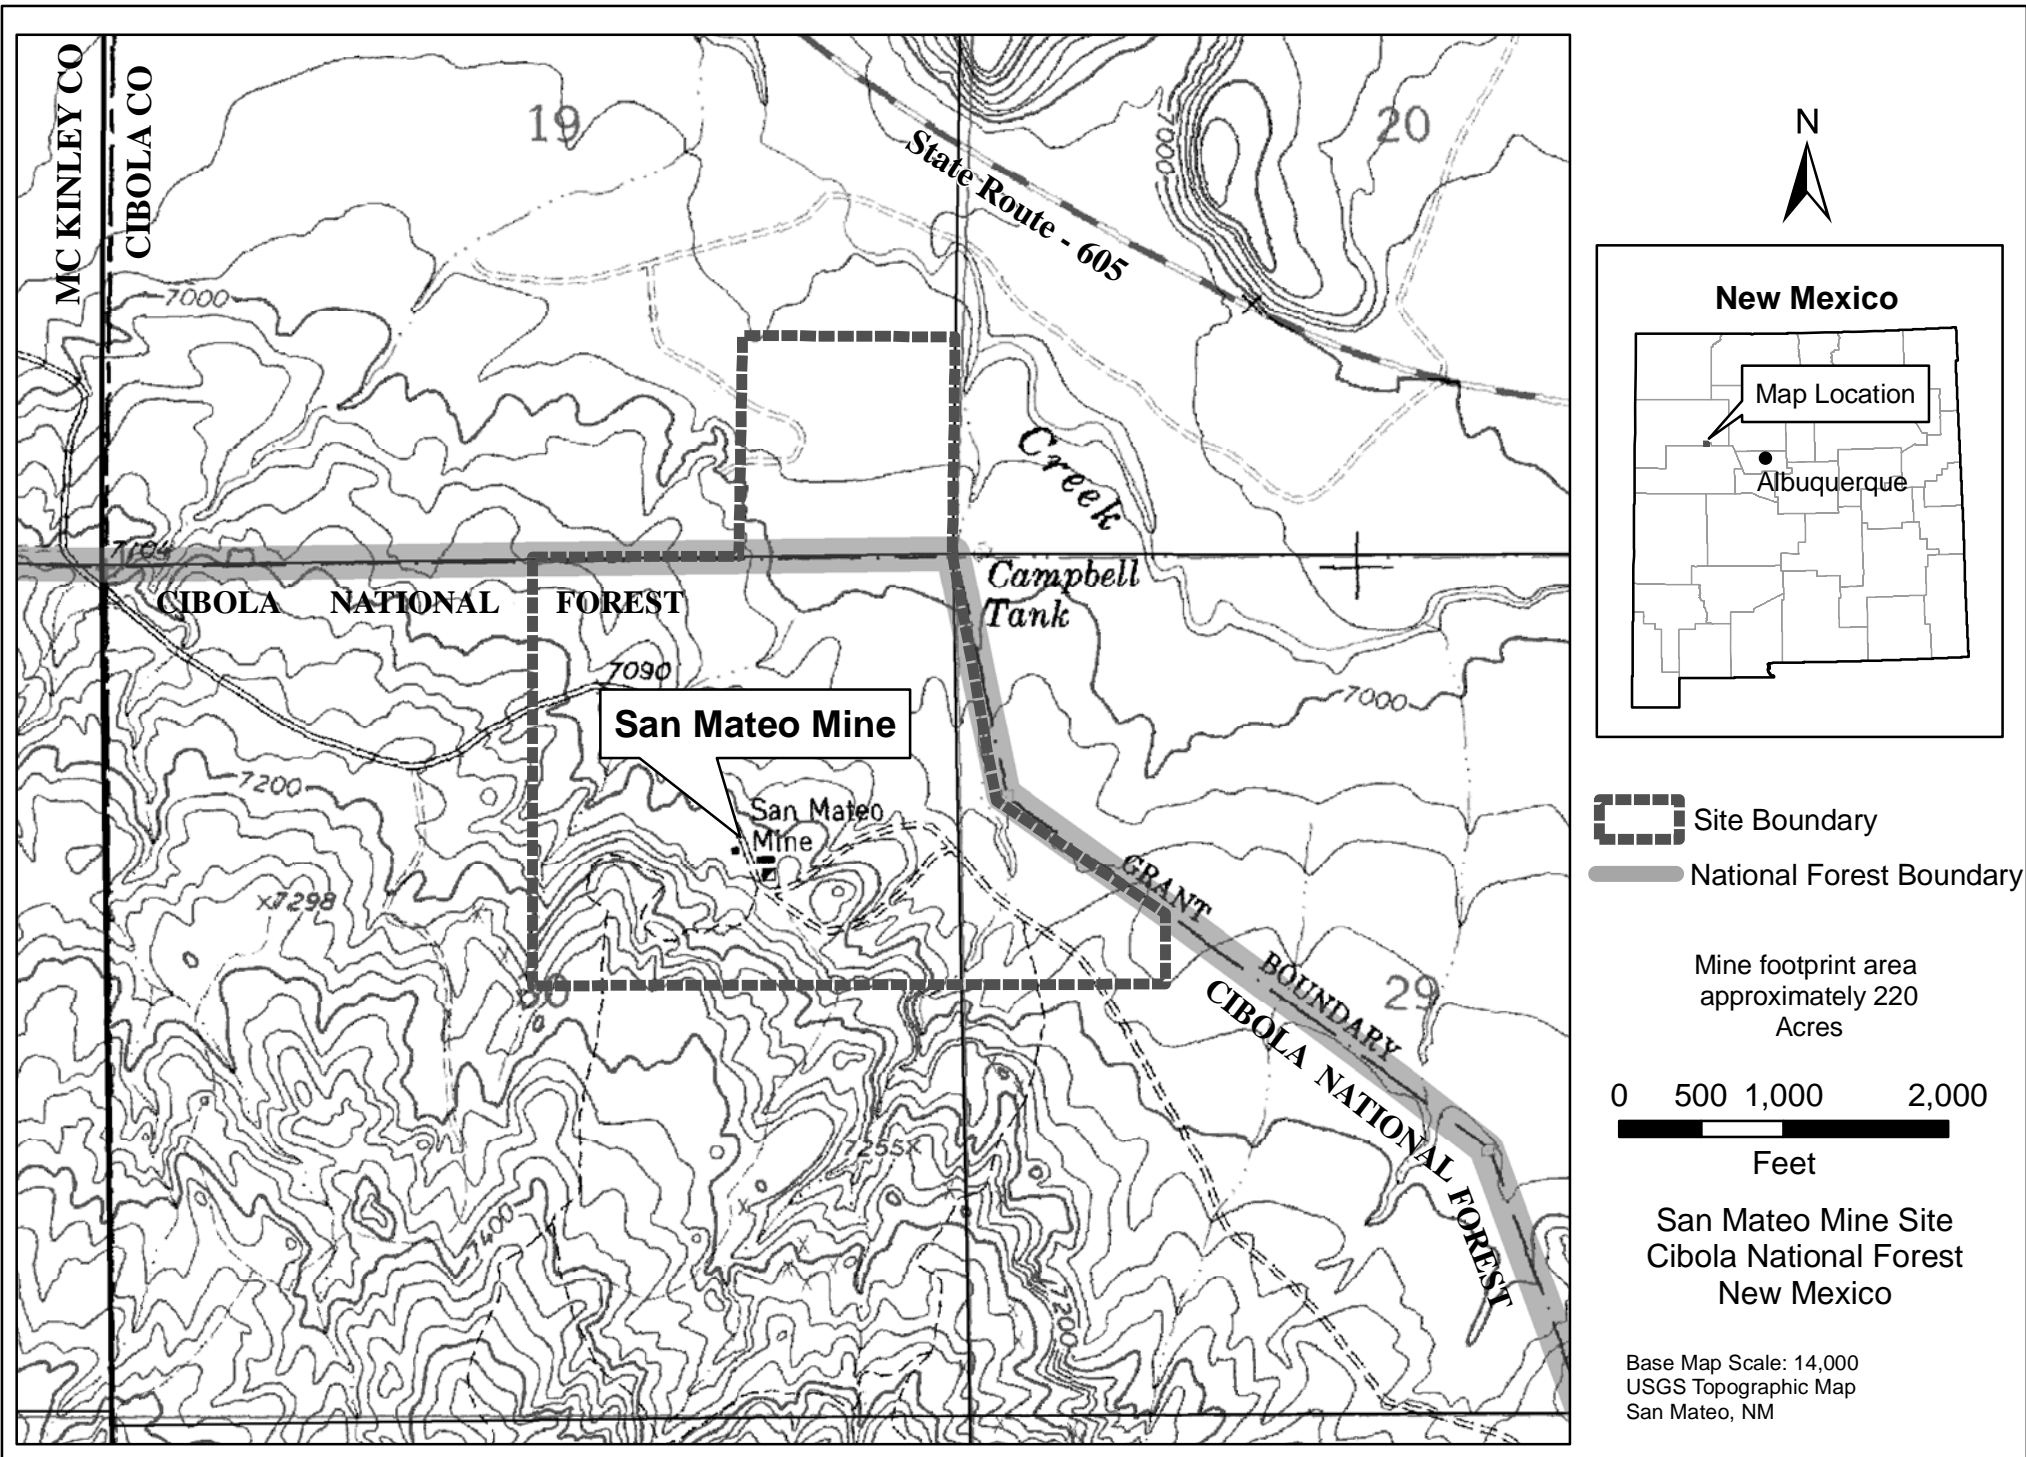 MC KINLEY CO
CIBOLA CO
19
20
State Route - 605
7000
7000
Creek
7104
CIBOLA NATIONAL FOREST
Campbell
Tank
7090
7000
San Mateo Mine
7200
San Mateo
Mine
×7298
GRANT
BOUNDARY
29
CIBOLA NATIONAL FOREST
7255×
7400
7200
N
New Mexico
Map Location
Albuquerque
Site Boundary
National Forest Boundary
Mine footprint area
approximately 220
Acres
0 500 1,000 2,000
Feet
San Mateo Mine Site
Cibola National Forest
New Mexico
Base Map Scale: 14,000
USGS Topographic Map
San Mateo, NM